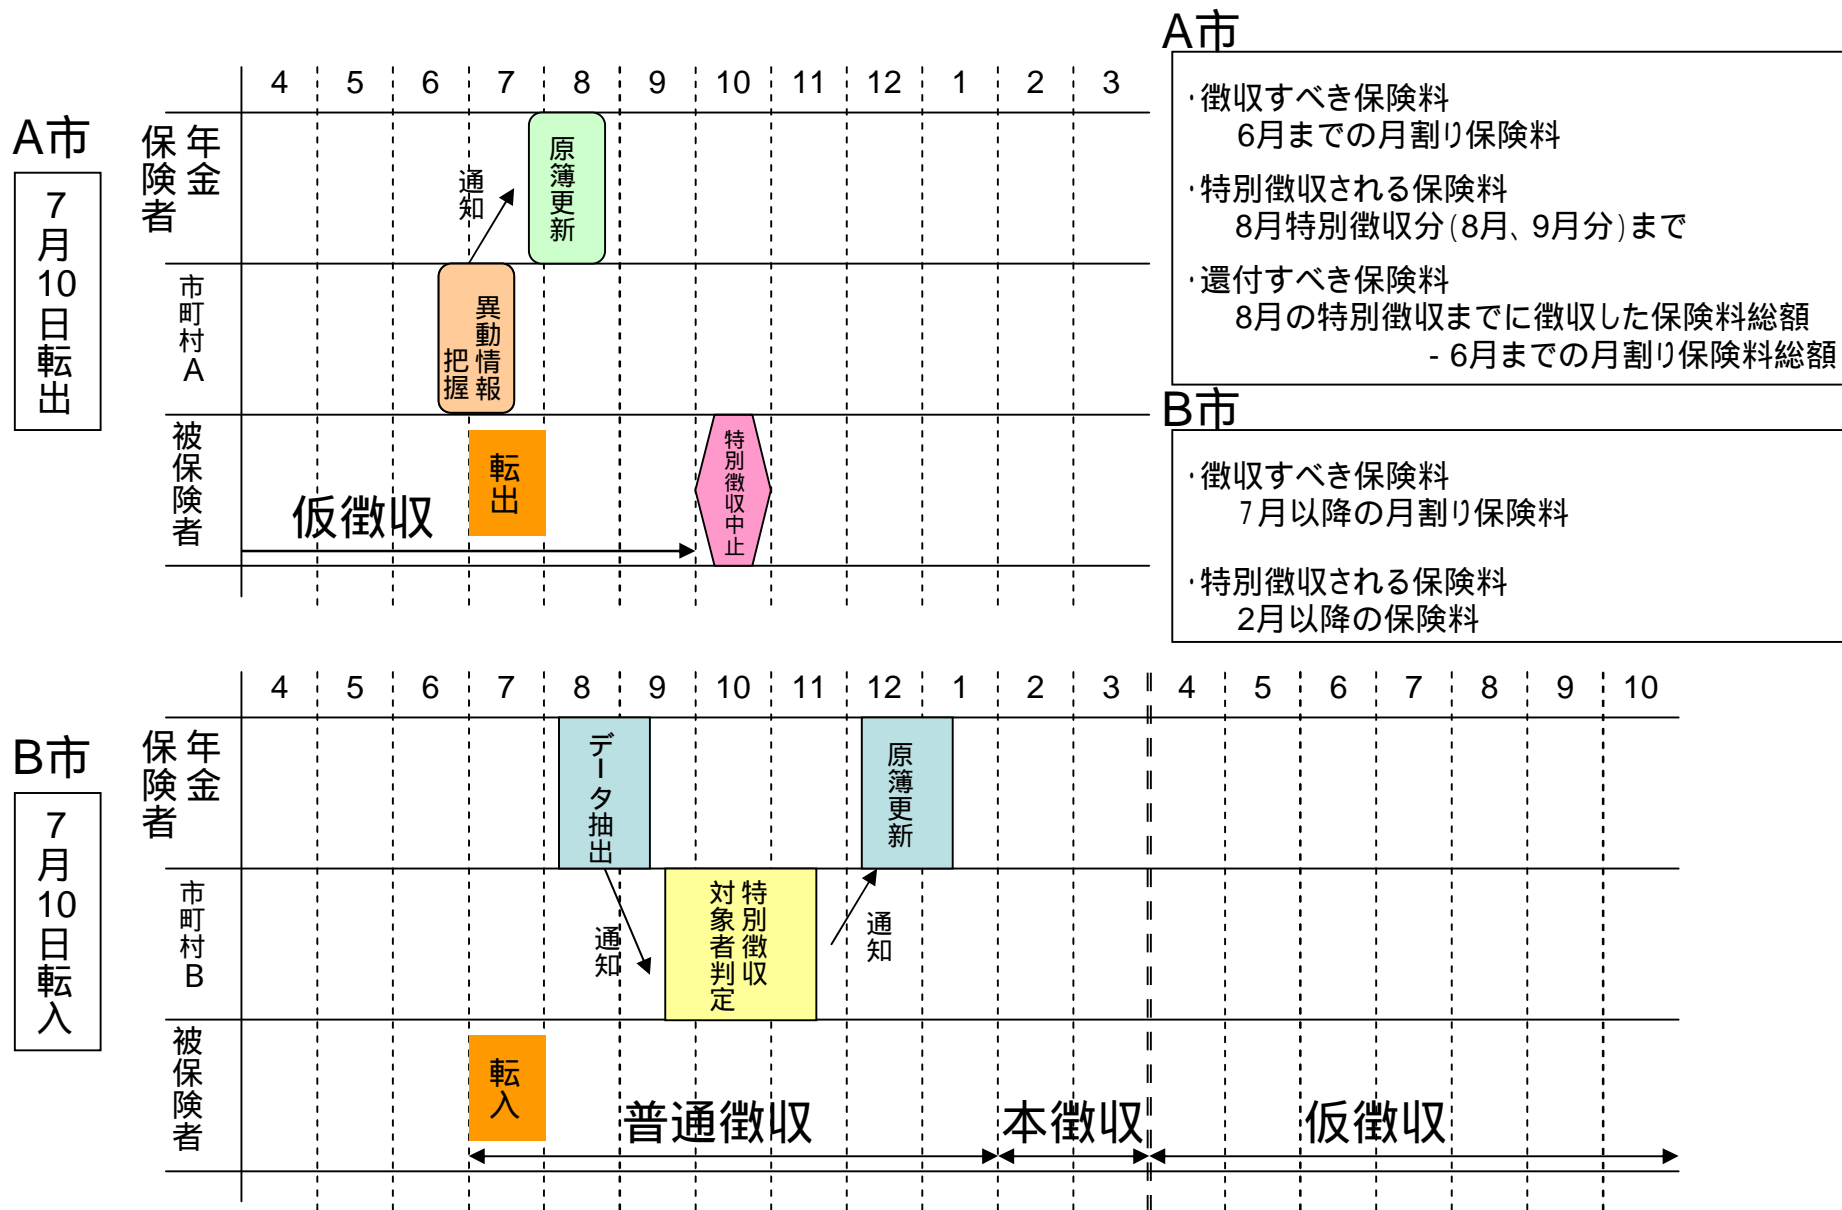 A市
7月10日転出
4 5 6 7 8 9 10 11 12 1 2 3
年金保険者
通知
原簿更新
市町村A
異動情報把握
被保険者
仮徴収
転出
特別徴収中止
A市
・徴収すべき保険料
6月までの月割り保険料
・特別徴収される保険料
8月特別徴収分(8月、9月分)まで
・還付すべき保険料
8月の特別徴収までに徴収した保険料総額
- 6月までの月割り保険料総額
B市
・徴収すべき保険料
7月以降の月割り保険料
・特別徴収される保険料
2月以降の保険料
B市
7月10日転入
4 5 6 7 8 9 10 11 12 1 2 3 4 5 6 7 8 9 10
年金保険者
データ抽出
原簿更新
市町村B
通知
特別徴収対象者判定
通知
被保険者
転入
普通徴収
本徴収
仮徴収